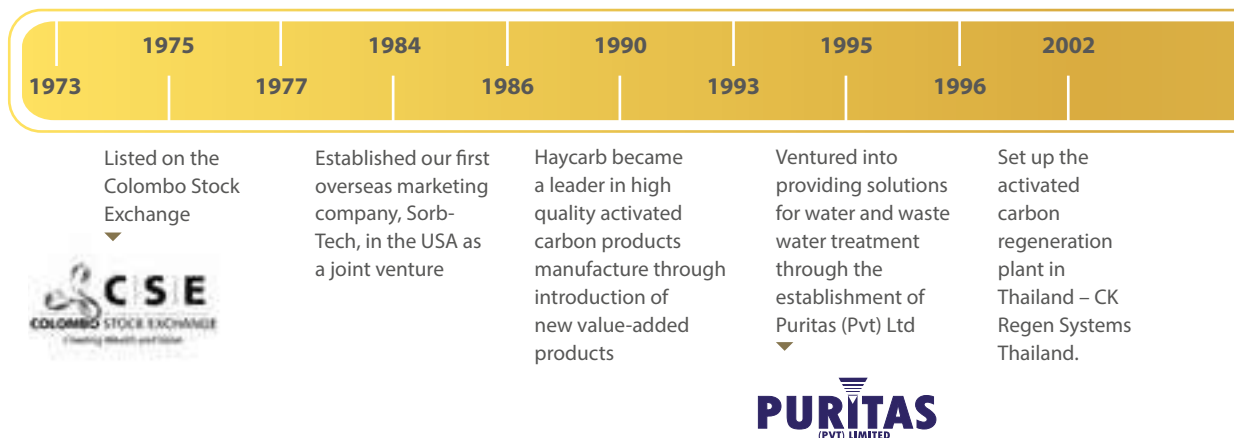 1975
1984
1990
1995
2002
1973
1977
1986
1993
1996
Listed on the
Colombo Stock
Exchange
C S E
COLOMBO STOCK EXCHANGE
Established our first
overseas marketing
company, Sorb-
Tech, in the USA as
a joint venture
Haycarb became
a leader in high
quality activated
carbon products
manufacture through
introduction of
new value-added
products
Ventured into
providing solutions
for water and waste
water treatment
through the
establishment of
Puritas (Pvt) Ltd
PURITAS
(PVT) LIMITED
Set up the
activated
carbon
regeneration
plant in
Thailand – CK
Regen Systems
Thailand.